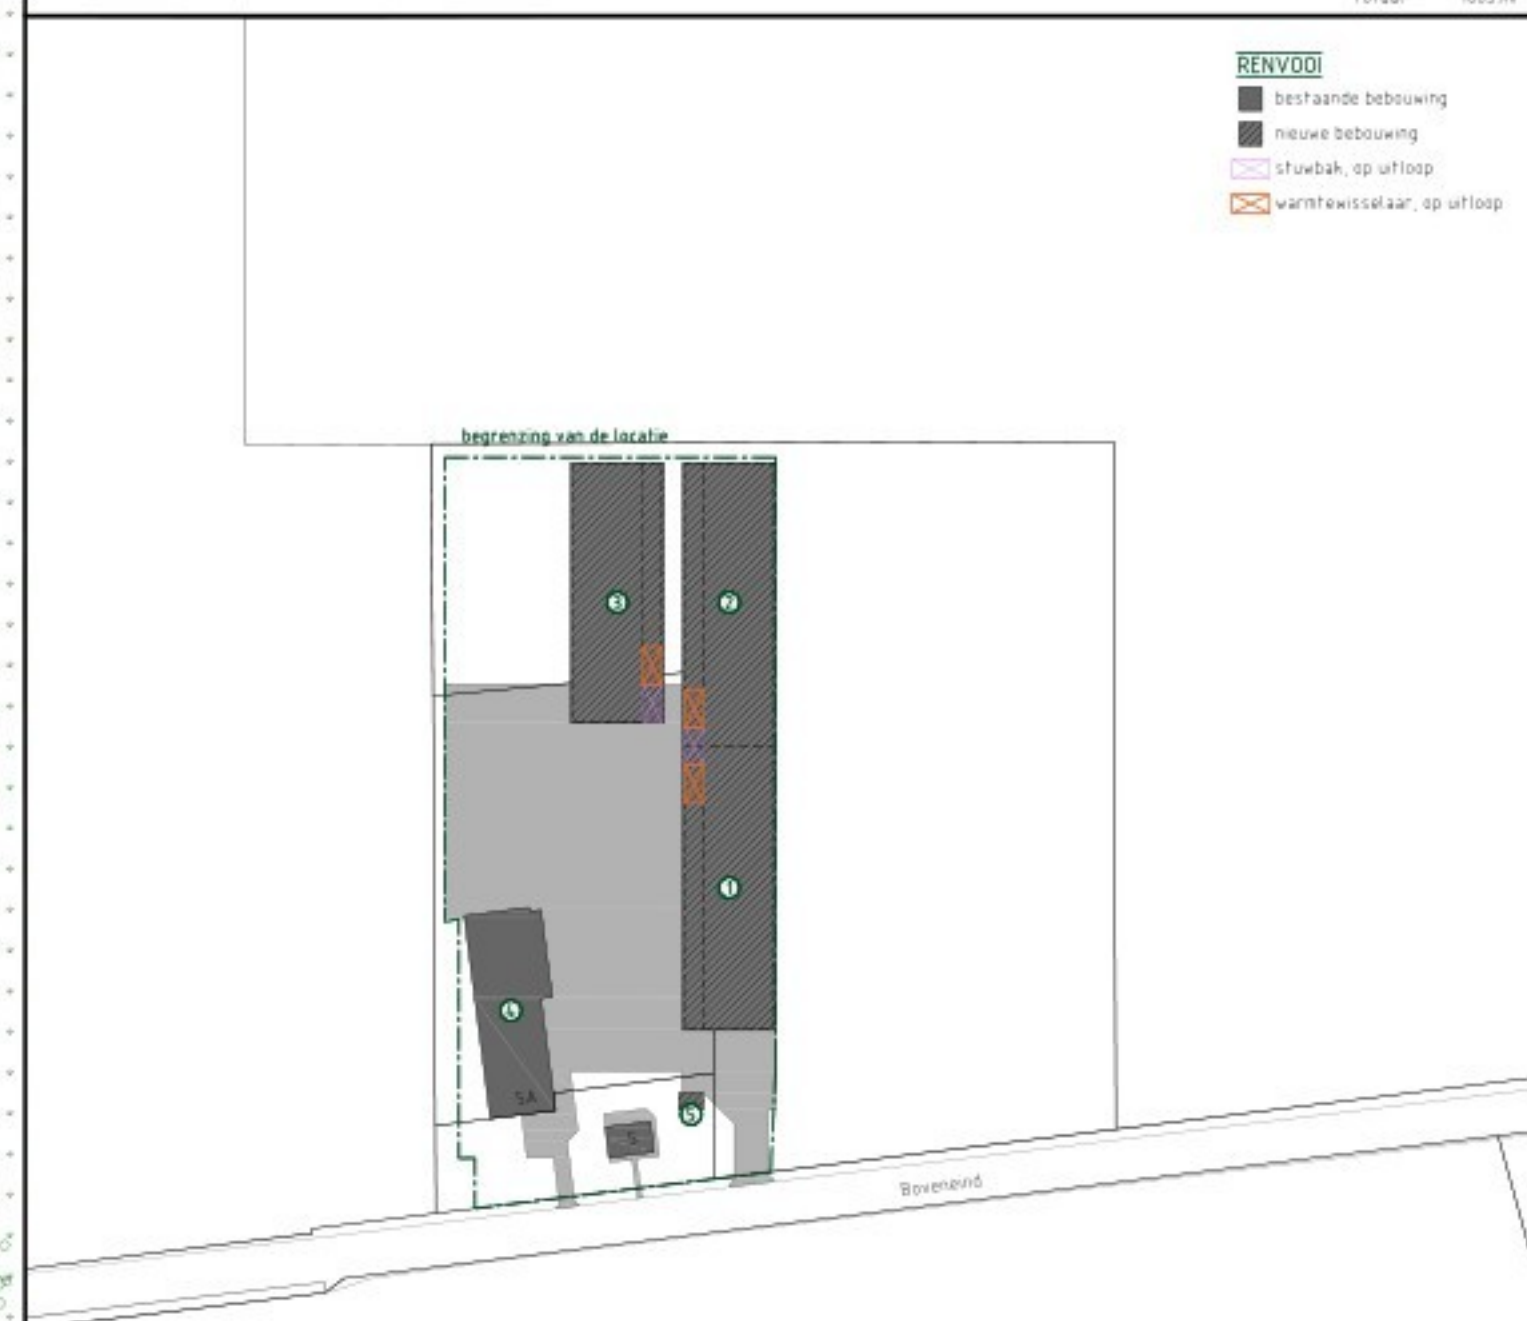 RENVOOI
bestaande bebouwing
nieuwe bebouwing
stuwbak, op uitloop
warmtewisselaar, op uitloop
begrenzing van de locatie
3
2
1
4
5A
5
5
Boveneind